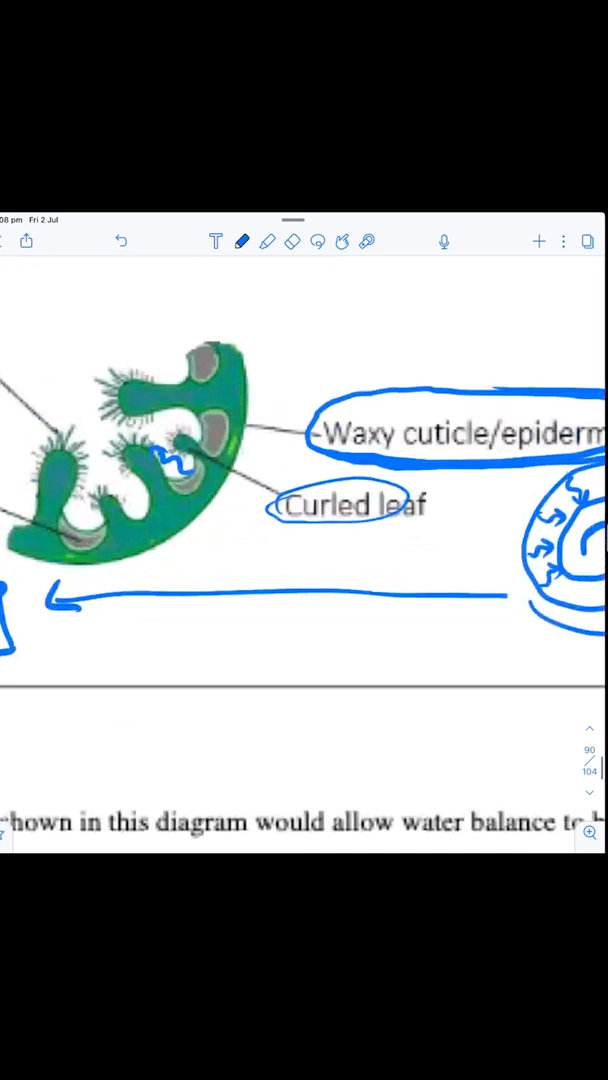 08 pm Fri 2 Jul
T
Waxy cuticle/epiderm
Curled leaf
90
104
shown in this diagram would allow water balance to b